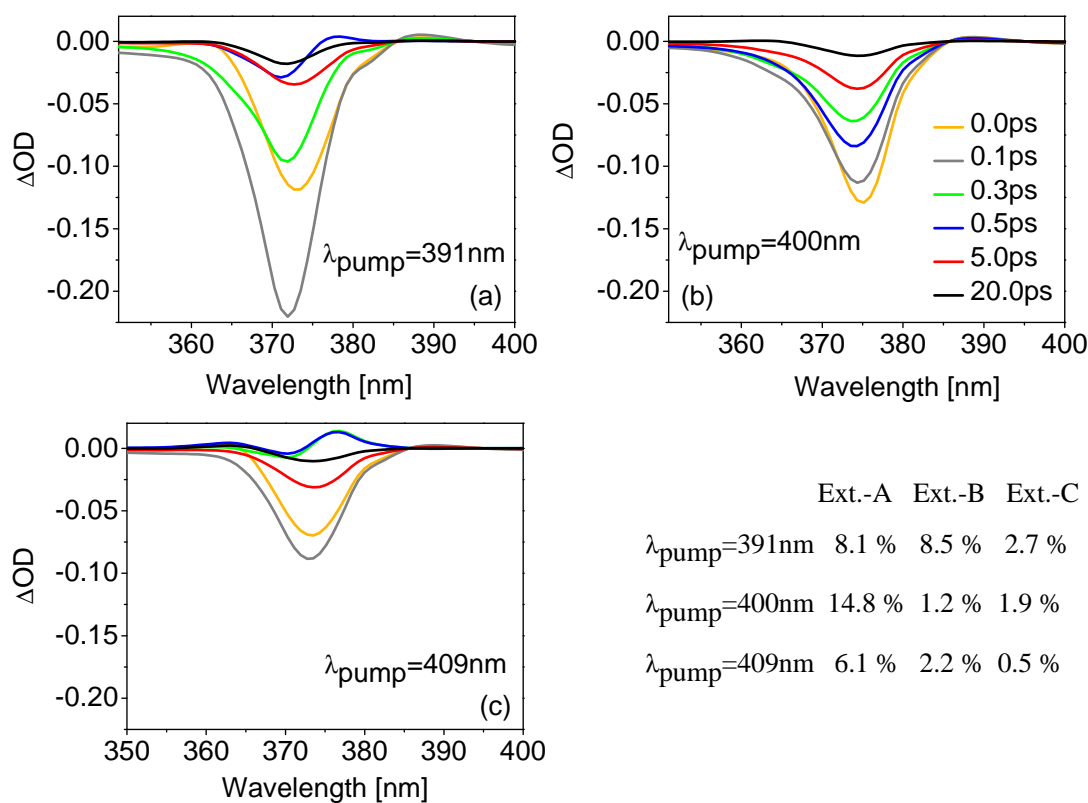 0.00
-0.05
-0.10
-0.15
-0.20
ΔOD
λpump=391nm
(a)
360 370 380 390 400
Wavelength [nm]
0.00
-0.05
-0.10
-0.15
-0.20
ΔOD
0.0ps
0.1ps
0.3ps
0.5ps
5.0ps
20.0ps
λpump=400nm
(b)
360 370 380 390 400
Wavelength [nm]
0.00
-0.05
-0.10
-0.15
-0.20
ΔOD
λpump=409nm
(c)
350 360 370 380 390 400
Wavelength [nm]
Ext.-A Ext.-B Ext.-C
λpump=391nm 8.1 % 8.5 % 2.7 %
λpump=400nm 14.8 % 1.2 % 1.9 %
λpump=409nm 6.1 % 2.2 % 0.5 %